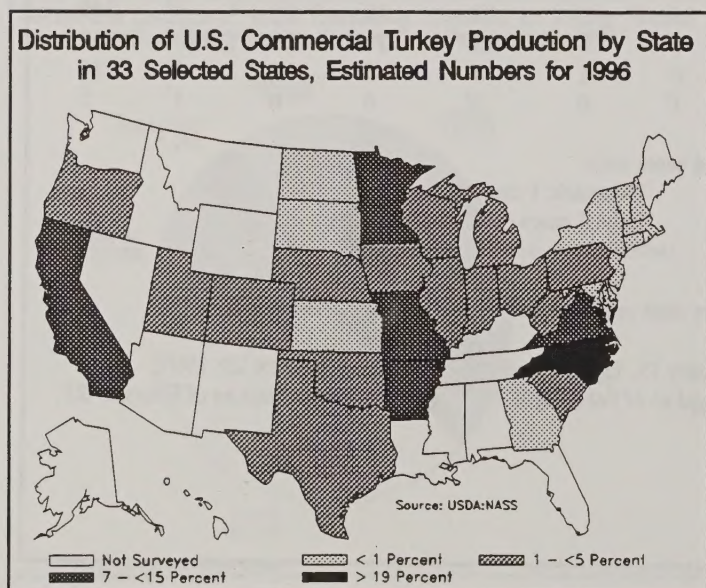 Distribution of U.S. Commercial Turkey Production by State
in 33 Selected States, Estimated Numbers for 1996
Source: USDA:NASS
Not Surveyed
< 1 Percent
1 – <5 Percent
7 – <15 Percent
> 19 Percent